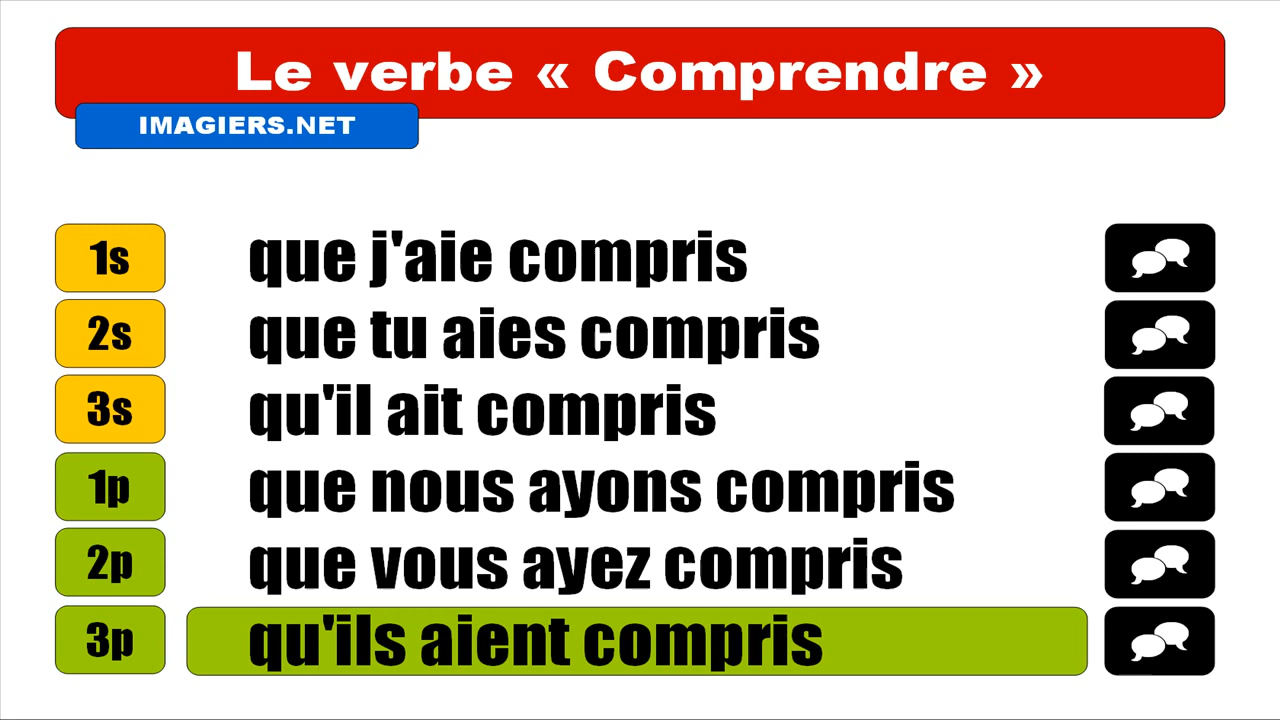 Le verbe « Comprendre »
IMAGIERS.NET
1s que j'aie compris
2s que tu aies compris
3s qu'il ait compris
1p que nous ayons compris
2p que vous ayez compris
3p qu'ils aient compris